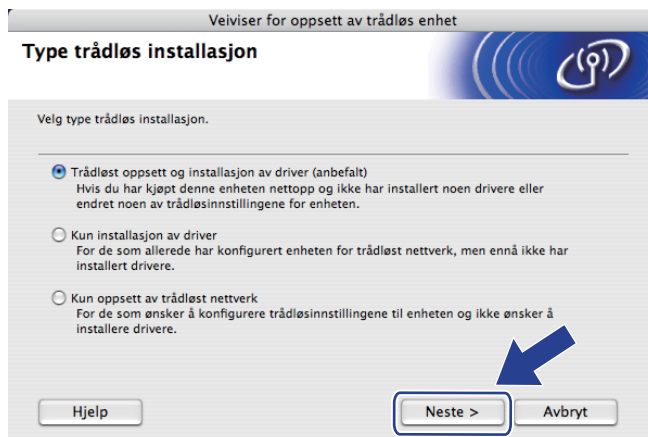 Veiviser for oppsett av trådløs enhet
Type trådløs installasjon
Velg type trådløs installasjon.
Trådløst oppsett og installasjon av driver (anbefalt)
Hvis du har kjøpt denne enheten nettopp og ikke har installert noen drivere eller
endret noen av trådløsinnstillingene for enheten.
Kun installasjon av driver
For de som allerede har konfigurert enheten for trådløst nettverk, men ennå ikke har
installert drivere.
Kun oppsett av trådløst nettverk
For de som ønsker å konfigurere trådløsinnstillingene til enheten og ikke ønsker å
installere drivere.
Hjelp
Neste >
Avbryt